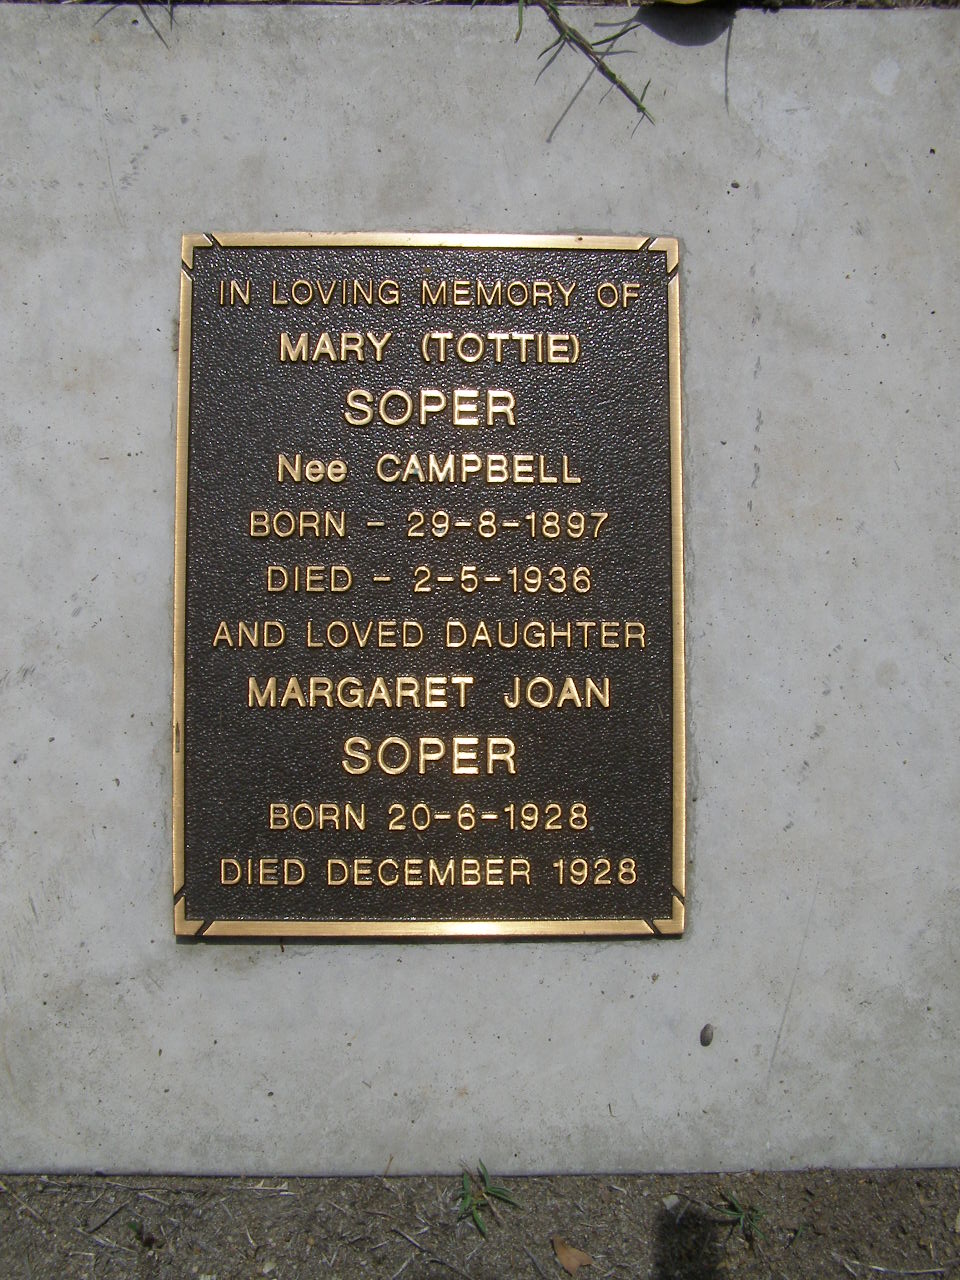 IN LOVING MEMORY OF
MARY (TOTTIE)
SOPER
Nee CAMPBELL
BORN - 29-8-1897
DIED - 2-5-1936
AND LOVED DAUGHTER
MARGARET JOAN
SOPER
BORN 20-6-1928
DIED DECEMBER 1928